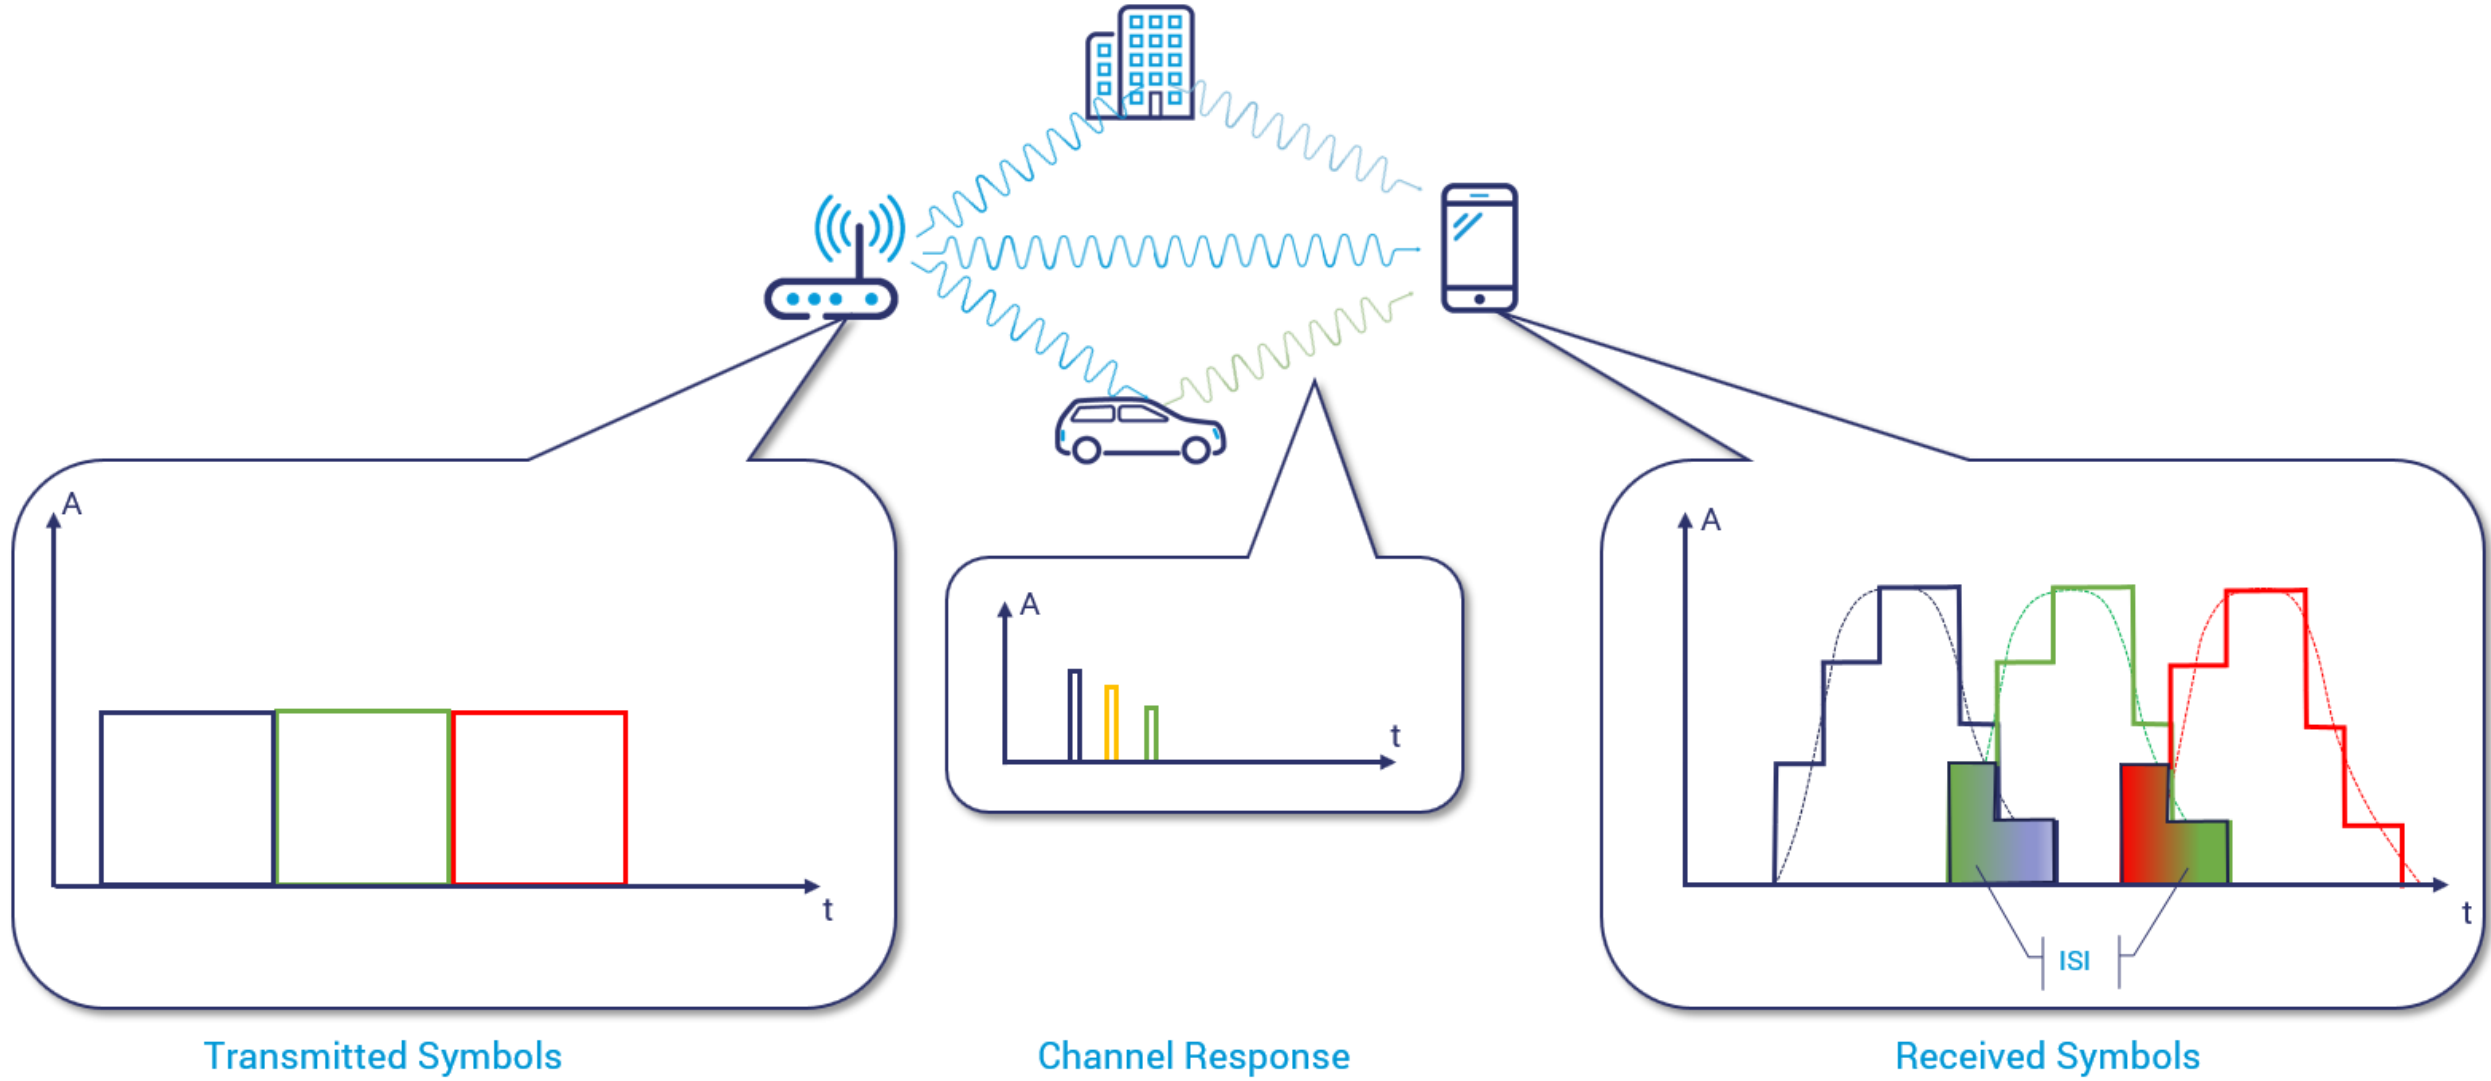 A
t
A
t
A
t
ISI
Transmitted Symbols
Channel Response
Received Symbols